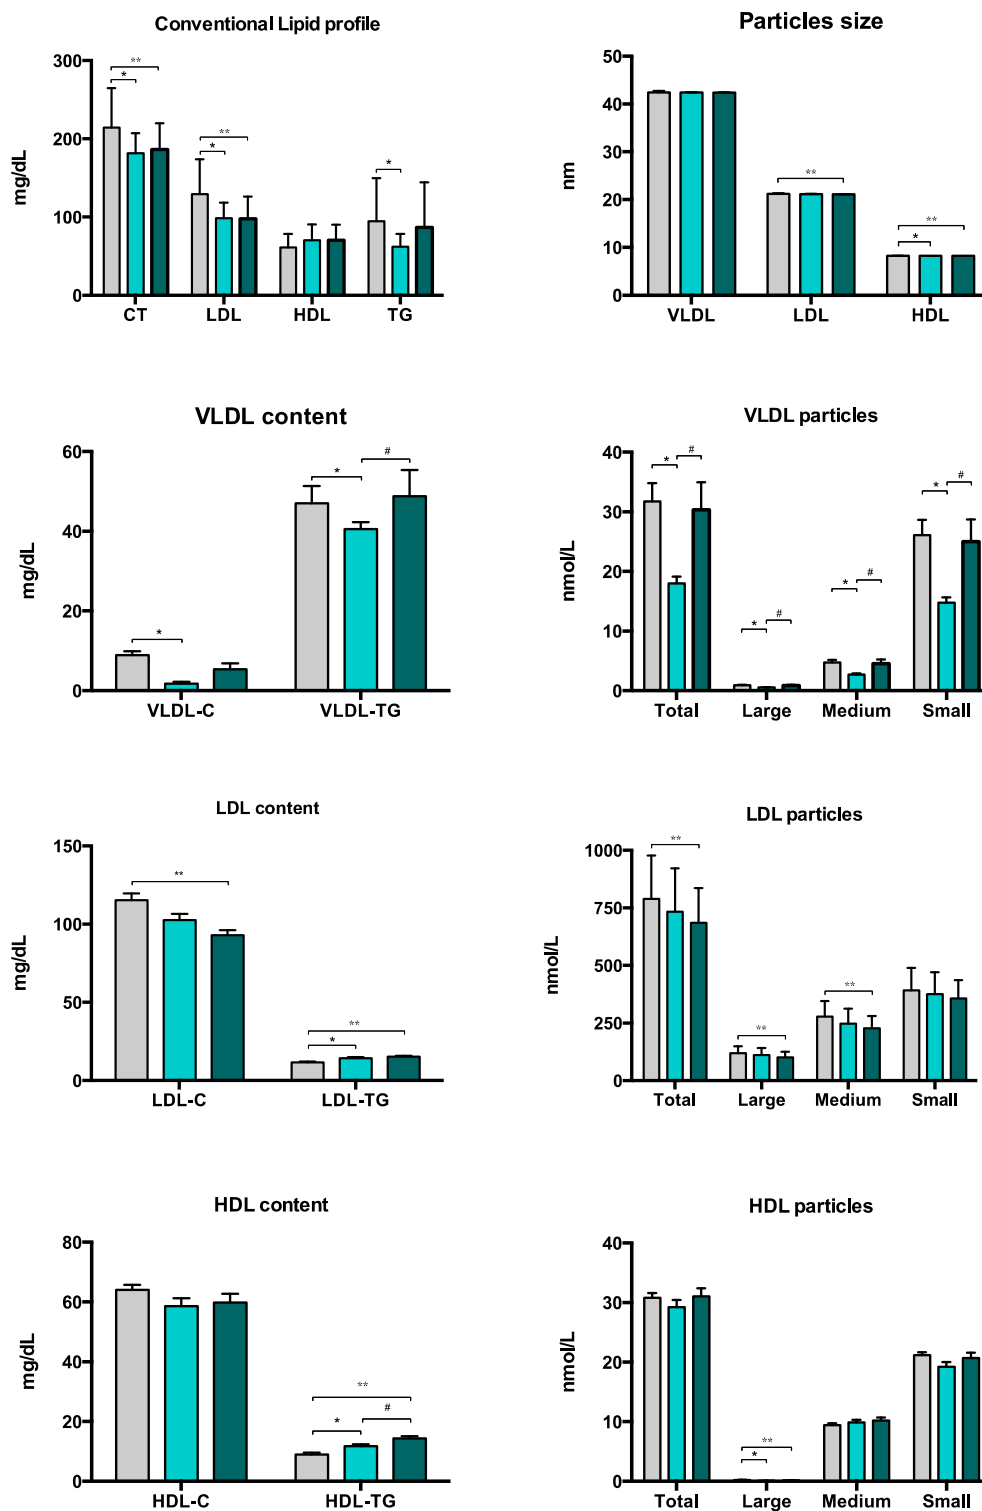 Conventional Lipid profile
300
200
100
0
mg/dL
** * ** * *
CT LDL HDL TG
Particles size
50
40
30
20
10
0
nm
** ** *
VLDL LDL HDL
VLDL content
60
40
20
0
mg/dL
* * #
VLDL-C VLDL-TG
VLDL particles
40
30
20
10
0
nmol/L
* # * # * # * #
Total Large Medium Small
LDL content
150
100
50
0
mg/dL
** ** *
LDL-C LDL-TG
LDL particles
1000
750
500
250
0
nmol/L
** ** **
Total Large Medium Small
HDL content
80
60
40
20
0
mg/dL
** * #
HDL-C HDL-TG
HDL particles
40
30
20
10
0
nmol/L
** *
Total Large Medium Small